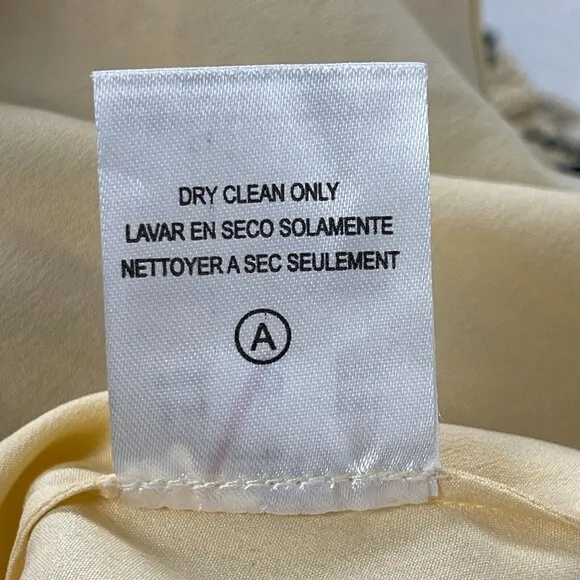 DRY CLEAN ONLY
LAVAR EN SECO SOLAMENTE
NETTOYER A SEC SEULEMENT
A